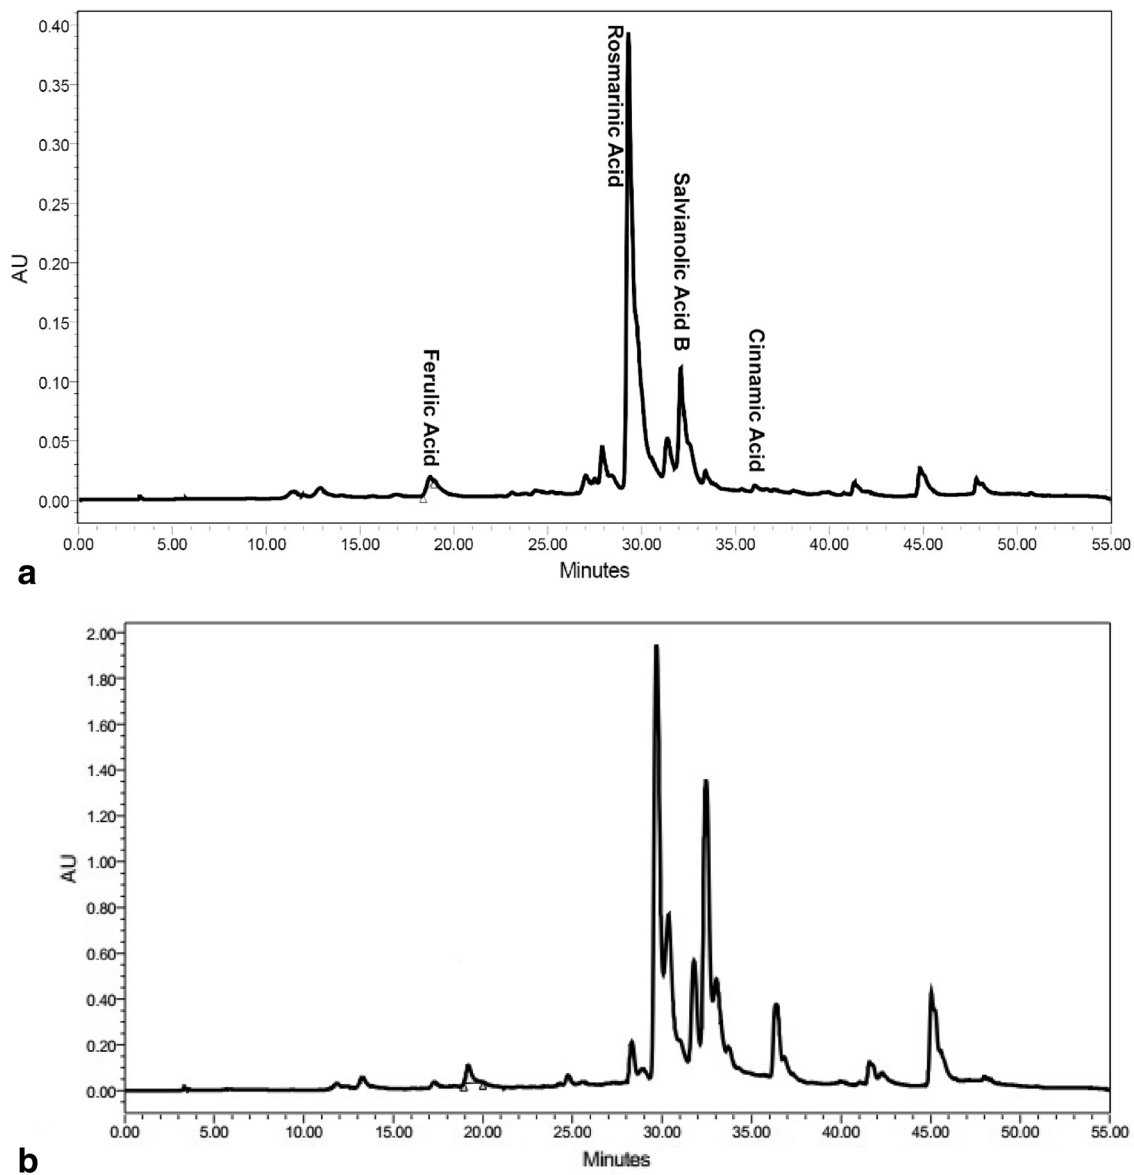 0.40
0.35
0.30
0.25
0.20
0.15
0.10
0.05
0.00
AU
Ferulic Acid
Rosmarinic Acid
Salvianolic Acid B
Cinnamic Acid
0.00 5.00 10.00 15.00 20.00 25.00 30.00 35.00 40.00 45.00 50.00 55.00
Minutes
a
2.00
1.80
1.60
1.40
1.20
1.00
0.80
0.60
0.40
0.20
0.00
AU
0.00 5.00 10.00 15.00 20.00 25.00 30.00 35.00 40.00 45.00 50.00 55.00
Minutes
b